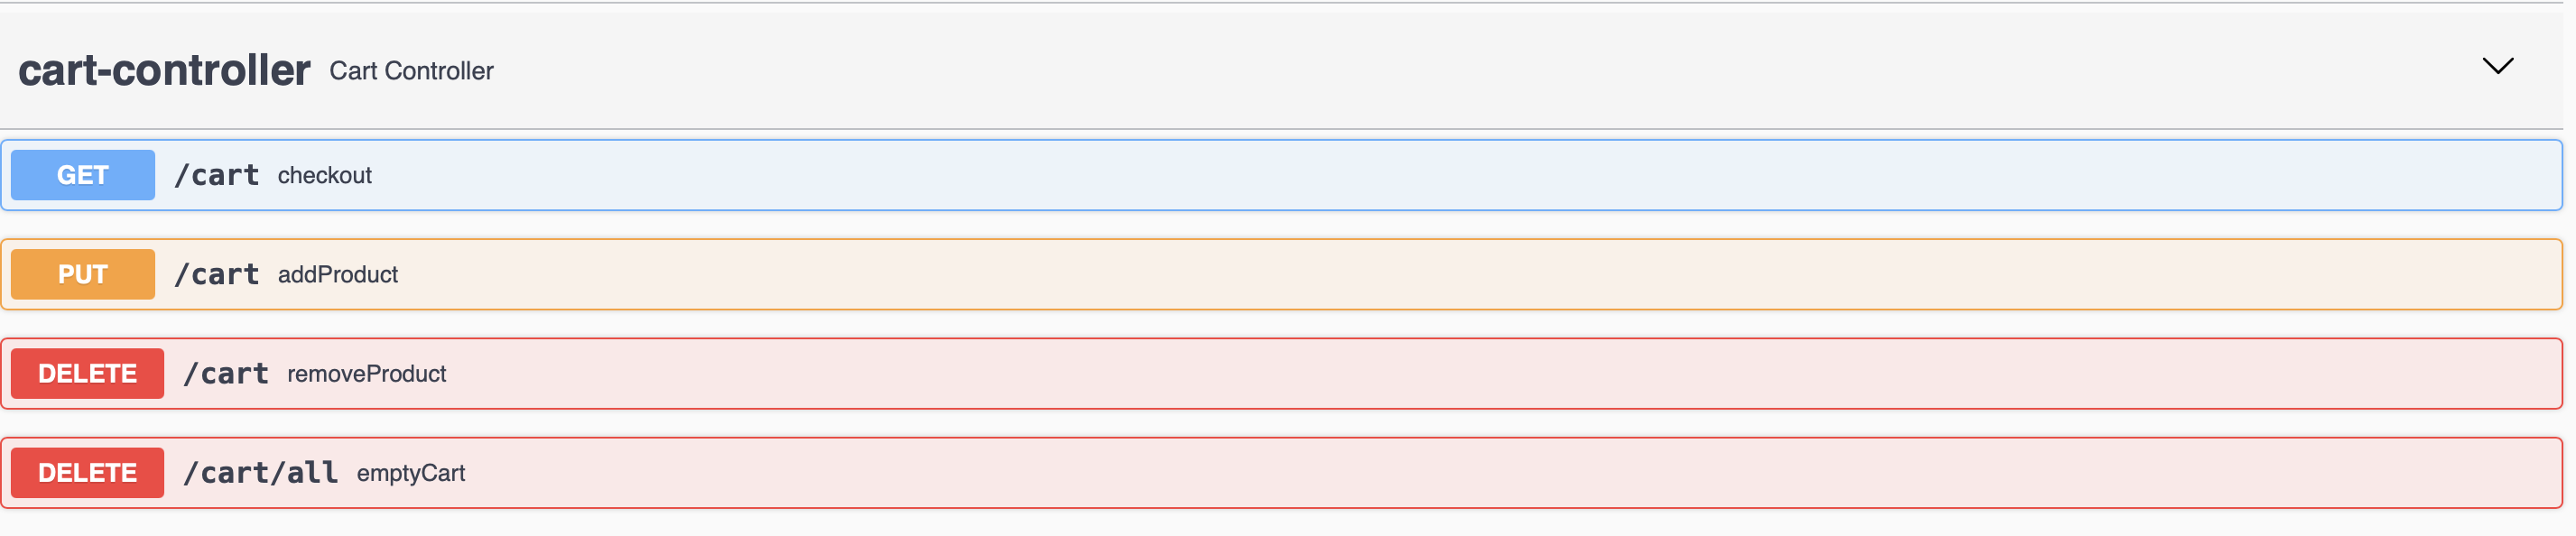 cart-controller Cart Controller
GET /cart checkout
PUT /cart addProduct
DELETE /cart removeProduct
DELETE /cart/all emptyCart